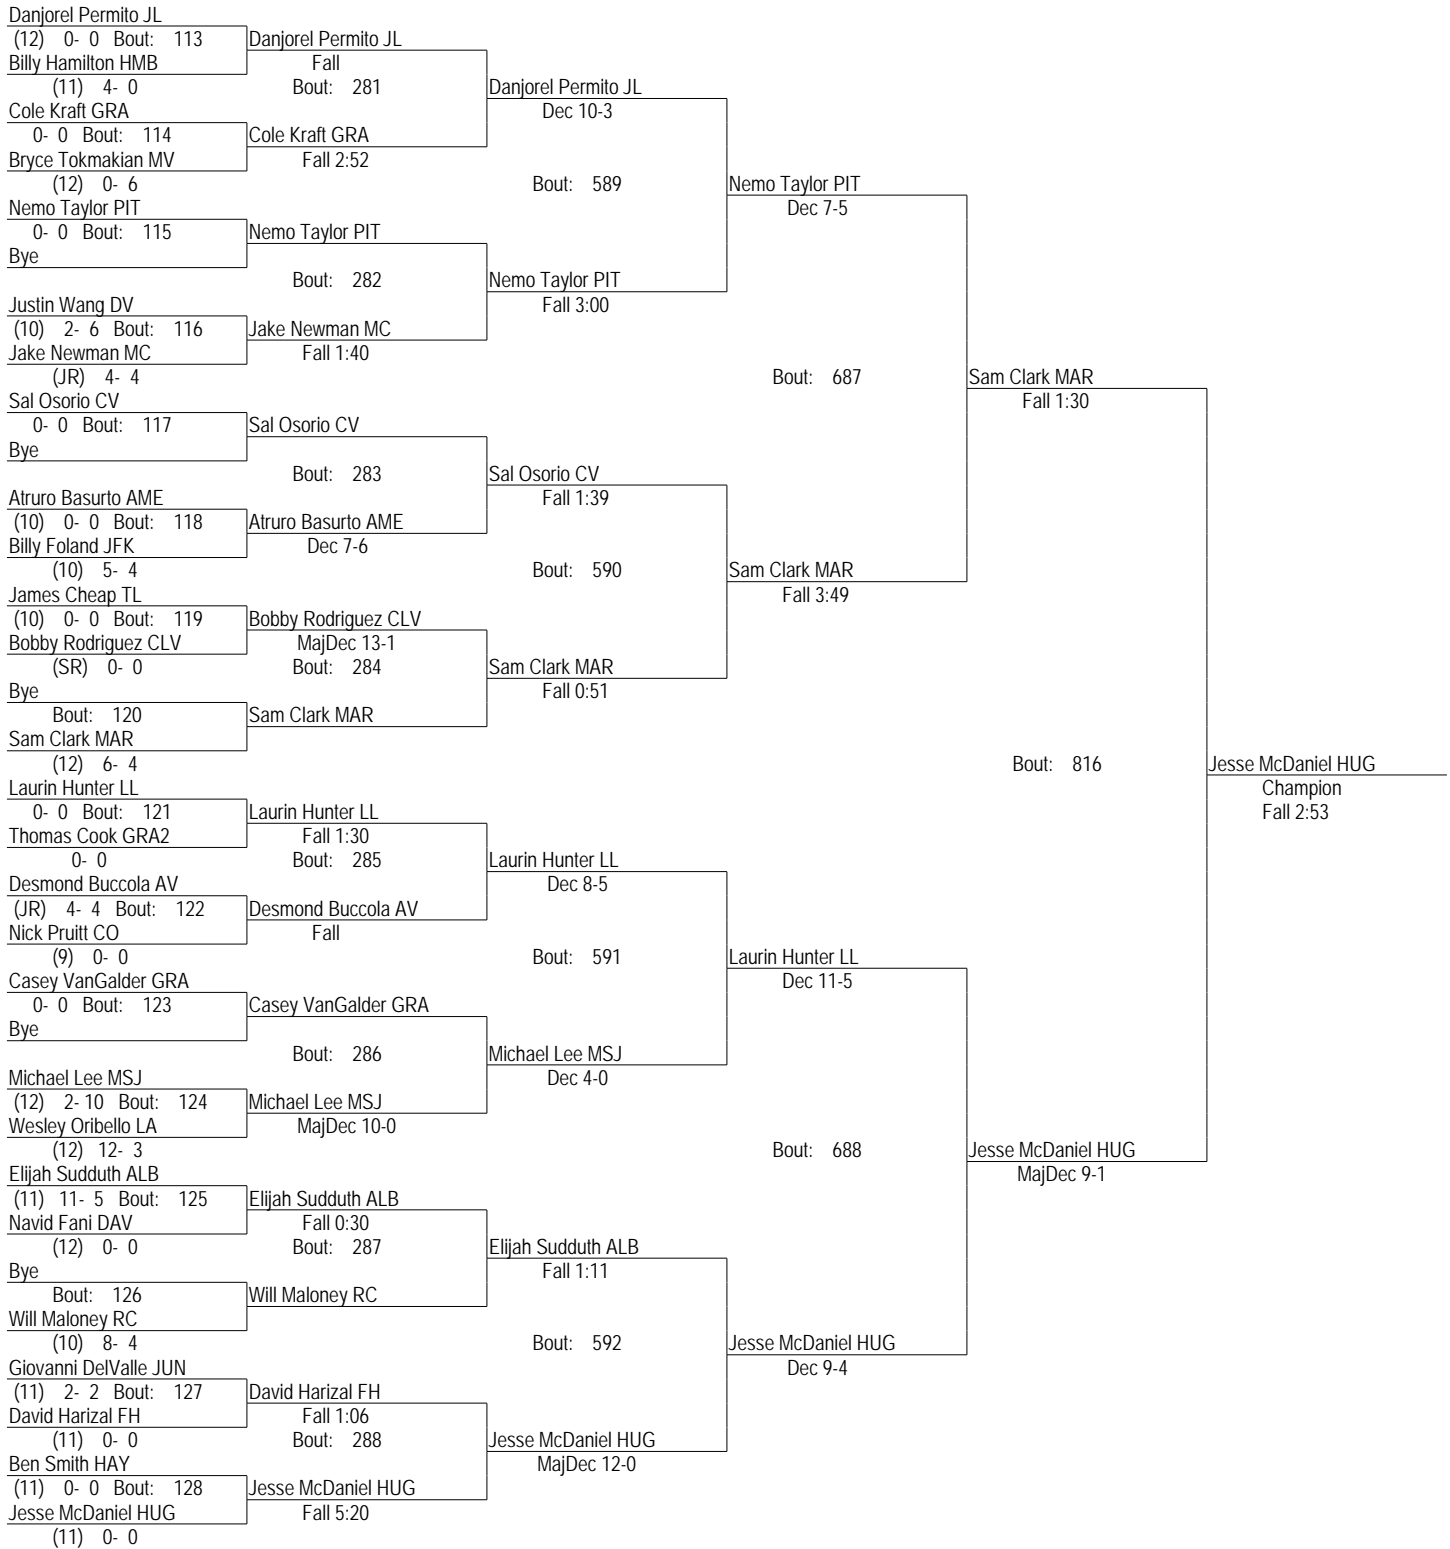 Danjorel Permito JL
(12) 0- 0 Bout: 113 Danjorel Permito JL
Billy Hamilton HMB Fall
(11) 4- 0 Bout: 281 Danjorel Permito JL
Cole Kraft GRA Dec 10-3
0- 0 Bout: 114 Cole Kraft GRA
Bryce Tokmakian MV Fall 2:52
(12) 0- 6 Bout: 589 Nemo Taylor PIT
Nemo Taylor PIT Dec 7-5
0- 0 Bout: 115 Nemo Taylor PIT
Bye
Bout: 282 Nemo Taylor PIT
Justin Wang DV Fall 3:00
(10) 2- 6 Bout: 116 Jake Newman MC
Jake Newman MC Fall 1:40
(JR) 4- 4 Bout: 687 Sam Clark MAR
Sal Osorio CV Fall 1:30
0- 0 Bout: 117 Sal Osorio CV
Bye
Bout: 283 Sal Osorio CV
Atruro Basurto AME Fall 1:39
(10) 0- 0 Bout: 118 Atruro Basurto AME
Billy Foland JFK Dec 7-6
(10) 5- 4 Bout: 590 Sam Clark MAR
James Cheap TL Fall 3:49
(10) 0- 0 Bout: 119 Bobby Rodriguez CLV
Bobby Rodriguez CLV MajDec 13-1
(SR) 0- 0 Bout: 284 Sam Clark MAR
Bye Fall 0:51
Bout: 120 Sam Clark MAR
Sam Clark MAR
(12) 6- 4 Bout: 816 Jesse McDaniel HUG
Laurin Hunter LL Champion
0- 0 Bout: 121 Laurin Hunter LL Fall 2:53
Thomas Cook GRA2 Fall 1:30
0- 0 Bout: 285 Laurin Hunter LL
Desmond Buccola AV Dec 8-5
(JR) 4- 4 Bout: 122 Desmond Buccola AV
Nick Pruitt CO Fall
(9) 0- 0 Bout: 591 Laurin Hunter LL
Casey VanGalder GRA Dec 11-5
0- 0 Bout: 123 Casey VanGalder GRA
Bye
Bout: 286 Michael Lee MSJ
Michael Lee MSJ Dec 4-0
(12) 2- 10 Bout: 124 Michael Lee MSJ
Wesley Oribello LA MajDec 10-0
(12) 12- 3 Bout: 688 Jesse McDaniel HUG
Elijah Sudduth ALB MajDec 9-1
(11) 11- 5 Bout: 125 Elijah Sudduth ALB
Navid Fani DAV Fall 0:30
(12) 0- 0 Bout: 287 Elijah Sudduth ALB
Bye Fall 1:11
Bout: 126 Will Maloney RC
Will Maloney RC
(10) 8- 4 Bout: 592 Jesse McDaniel HUG
Giovanni DelValle JUN Dec 9-4
(11) 2- 2 Bout: 127 David Harizal FH
David Harizal FH Fall 1:06
(11) 0- 0 Bout: 288 Jesse McDaniel HUG
Ben Smith HAY MajDec 12-0
(11) 0- 0 Bout: 128 Jesse McDaniel HUG
Jesse McDaniel HUG Fall 5:20
(11) 0- 0